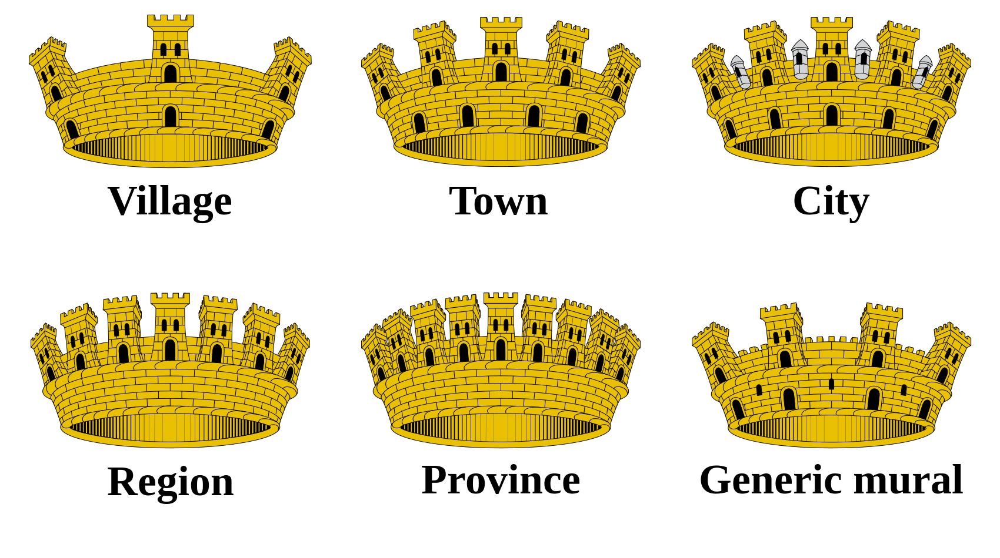 Village
Town
City
Region
Province
Generic mural